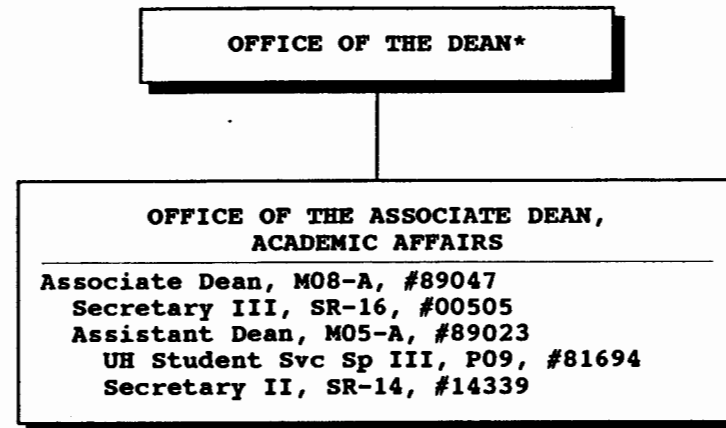 OFFICE OF THE DEAN*
OFFICE OF THE ASSOCIATE DEAN,
ACADEMIC AFFAIRS
Associate Dean, M08-A, #89047
Secretary III, SR-16, #00505
Assistant Dean, M05-A, #89023
UH Student Svc Sp III, P09, #81694
Secretary II, SR-14, #14339